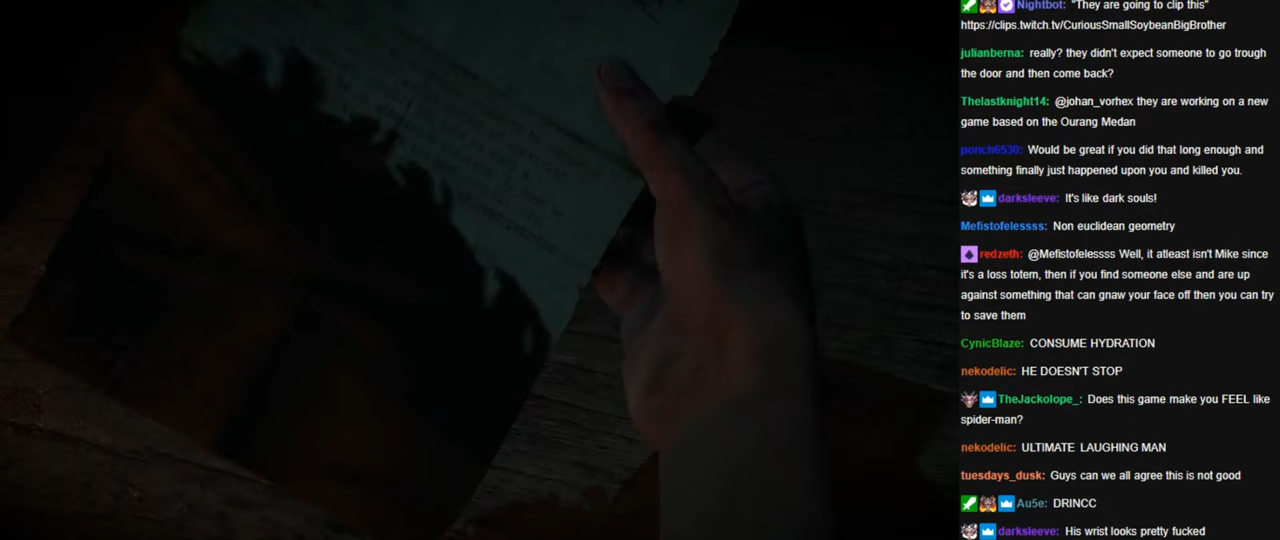 Nightbot: "They are going to clip this"
https://clips.twitch.tv/CuriousSmallSoybeanBigBrother
julianberna: really? they didn't expect someone to go trough
the door and then come back?
Thelastknight14: @johan_vorhex they are working on a new
game based on the Ourang Medan
ponch6530: Would be great if you did that long enough and
something finally just happened upon you and killed you.
darksleeve: It's like dark souls!
Mefistofelessss: Non euclidean geometry
redzeth: @Mefistofelessss Well, it atleast isn't Mike since
it's a loss totem, then if you find someone else and are up
against something that can gnaw your face off then you can try
to save them
CynicBlaze: CONSUME HYDRATION
nekodelic: HE DOESN'T STOP
TheJackolope_: Does this game make you FEEL like
spider-man?
nekodelic: ULTIMATE LAUGHING MAN
tuesdays_dusk: Guys can we all agree this is not good
Au5e: DRINCC
darksleeve: His wrist looks pretty fucked